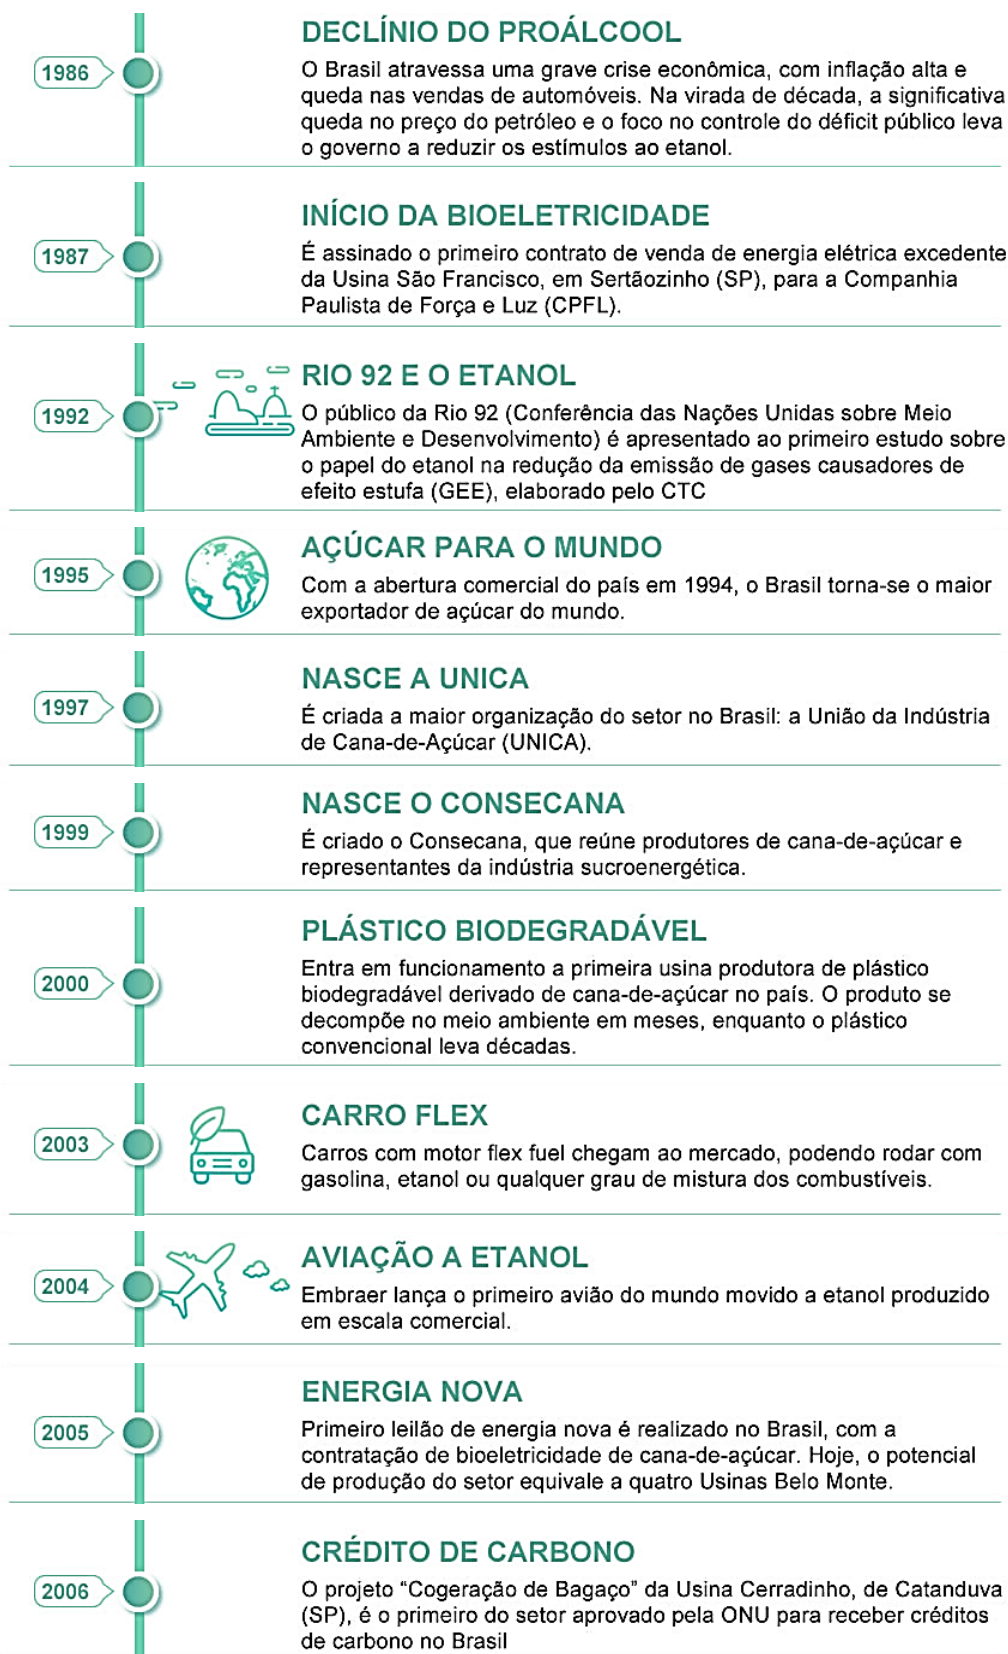 DECLÍNIO DO PROÁLCOOL
1986
O Brasil atravessa uma grave crise econômica, com inflação alta e
queda nas vendas de automóveis. Na virada de década, a significativa
queda no preço do petróleo e o foco no controle do déficit público leva
o governo a reduzir os estímulos ao etanol.
INÍCIO DA BIOELETRICIDADE
1987
É assinado o primeiro contrato de venda de energia elétrica excedente
da Usina São Francisco, em Sertãozinho (SP), para a Companhia
Paulista de Força e Luz (CPFL).
RIO 92 E O ETANOL
1992
O público da Rio 92 (Conferência das Nações Unidas sobre Meio
Ambiente e Desenvolvimento) é apresentado ao primeiro estudo sobre
o papel do etanol na redução da emissão de gases causadores de
efeito estufa (GEE), elaborado pelo CTC
AÇÚCAR PARA O MUNDO
1995
Com a abertura comercial do país em 1994, o Brasil torna-se o maior
exportador de açúcar do mundo.
NASCE A UNICA
1997
É criada a maior organização do setor no Brasil: a União da Indústria
de Cana-de-Açúcar (UNICA).
NASCE O CONSECANA
1999
É criado o Consecana, que reúne produtores de cana-de-açúcar e
representantes da indústria sucroenergética.
PLÁSTICO BIODEGRADÁVEL
2000
Entra em funcionamento a primeira usina produtora de plástico
biodegradável derivado de cana-de-açúcar no país. O produto se
decompõe no meio ambiente em meses, enquanto o plástico
convencional leva décadas.
CARRO FLEX
2003
Carros com motor flex fuel chegam ao mercado, podendo rodar com
gasolina, etanol ou qualquer grau de mistura dos combustíveis.
AVIAÇÃO A ETANOL
2004
Embraer lança o primeiro avião do mundo movido a etanol produzido
em escala comercial.
ENERGIA NOVA
2005
Primeiro leilão de energia nova é realizado no Brasil, com a
contratação de bioeletricidade de cana-de-açúcar. Hoje, o potencial
de produção do setor equivale a quatro Usinas Belo Monte.
CRÉDITO DE CARBONO
2006
O projeto “Cogeração de Bagaço” da Usina Cerradinho, de Catanduva
(SP), é o primeiro do setor aprovado pela ONU para receber créditos
de carbono no Brasil